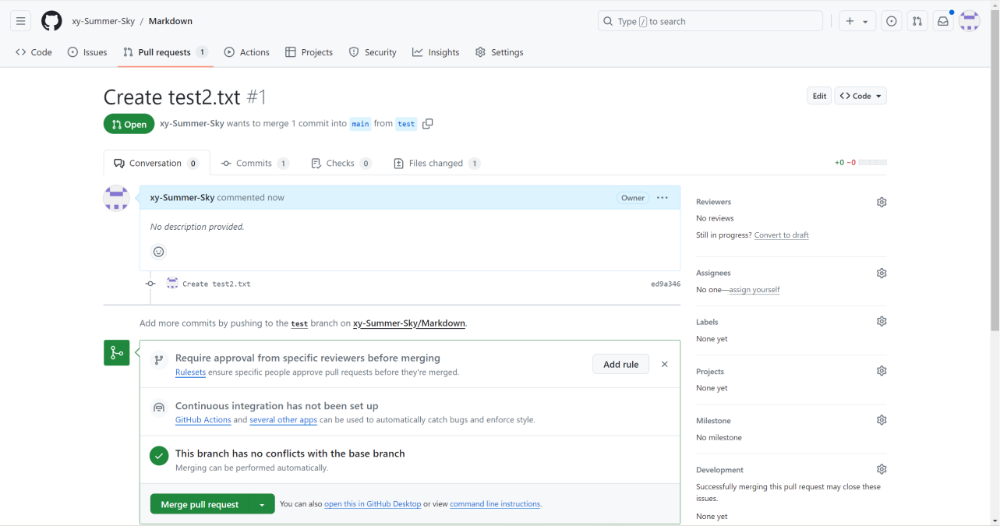 xy-Summer-Sky / Markdown
Type / to search
Code
Issues
Pull requests 1
Actions
Projects
Security
Insights
Settings
Create test2.txt #1
Edit
Code
Open
xy-Summer-Sky wants to merge 1 commit into main from test
Conversation 0
Commits 1
Checks 0
Files changed 1
+0 −0
xy-Summer-Sky commented now
Owner
No description provided.
Create test2.txt
ed9a346
Add more commits by pushing to the test branch on xy-Summer-Sky/Markdown.
Require approval from specific reviewers before merging
Rulesets ensure specific people approve pull requests before they're merged.
Add rule
Continuous integration has not been set up
GitHub Actions and several other apps can be used to automatically catch bugs and enforce style.
This branch has no conflicts with the base branch
Merging can be performed automatically.
Merge pull request
You can also open this in GitHub Desktop or view command line instructions.
Reviewers
No reviews
Still in progress? Convert to draft
Assignees
No one—assign yourself
Labels
None yet
Projects
None yet
Milestone
No milestone
Development
Successfully merging this pull request may close these
issues.
None yet